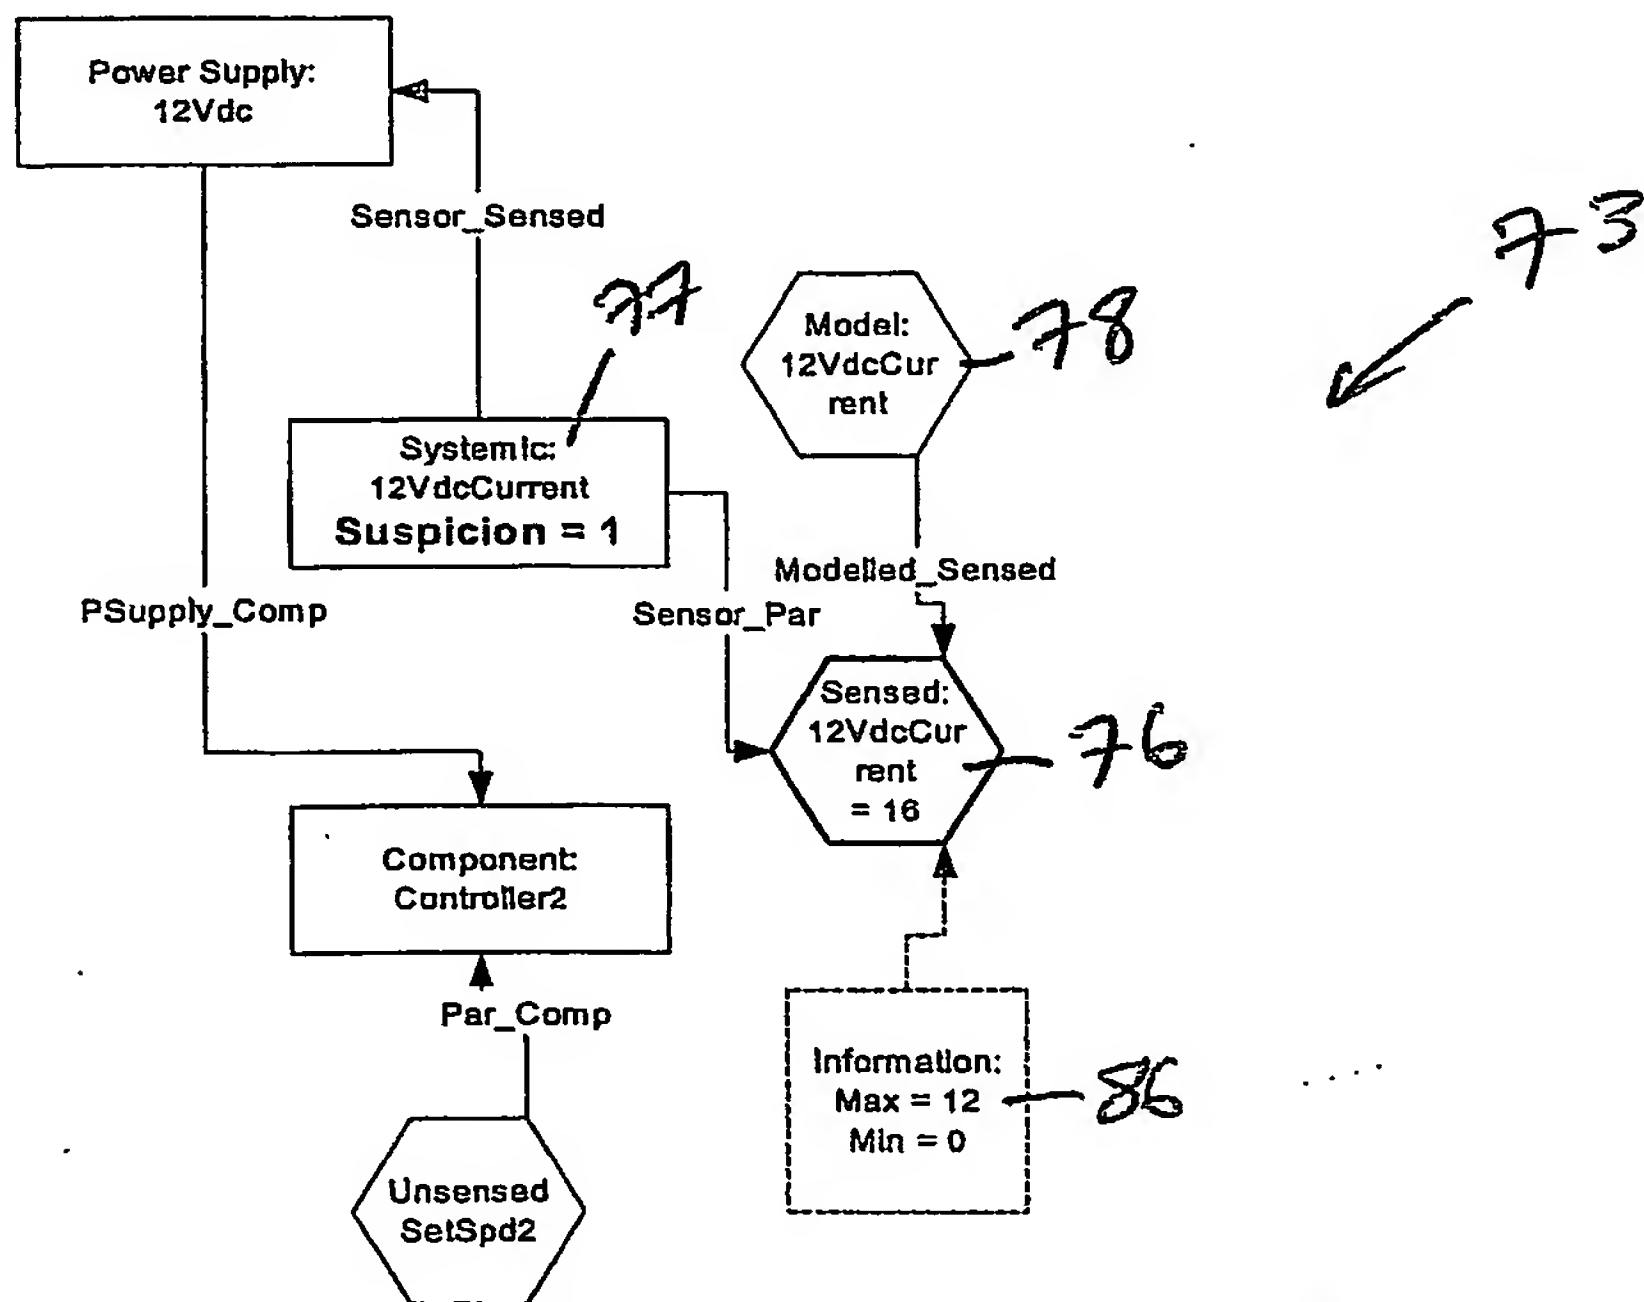 Power Supply:
12Vdc
Sensor_Sensed
73
77
Model:
12VdcCur
rent
78
Systemic:
12VdcCurrent
Suspicion = 1
Modelled_Sensed
PSupply_Comp
Sensor_Par
Sensed:
12VdcCur
rent
= 16
76
Component:
Controller2
Par_Comp
Information:
Max = 12
Min = 0
86
Unsensed
SetSpd2